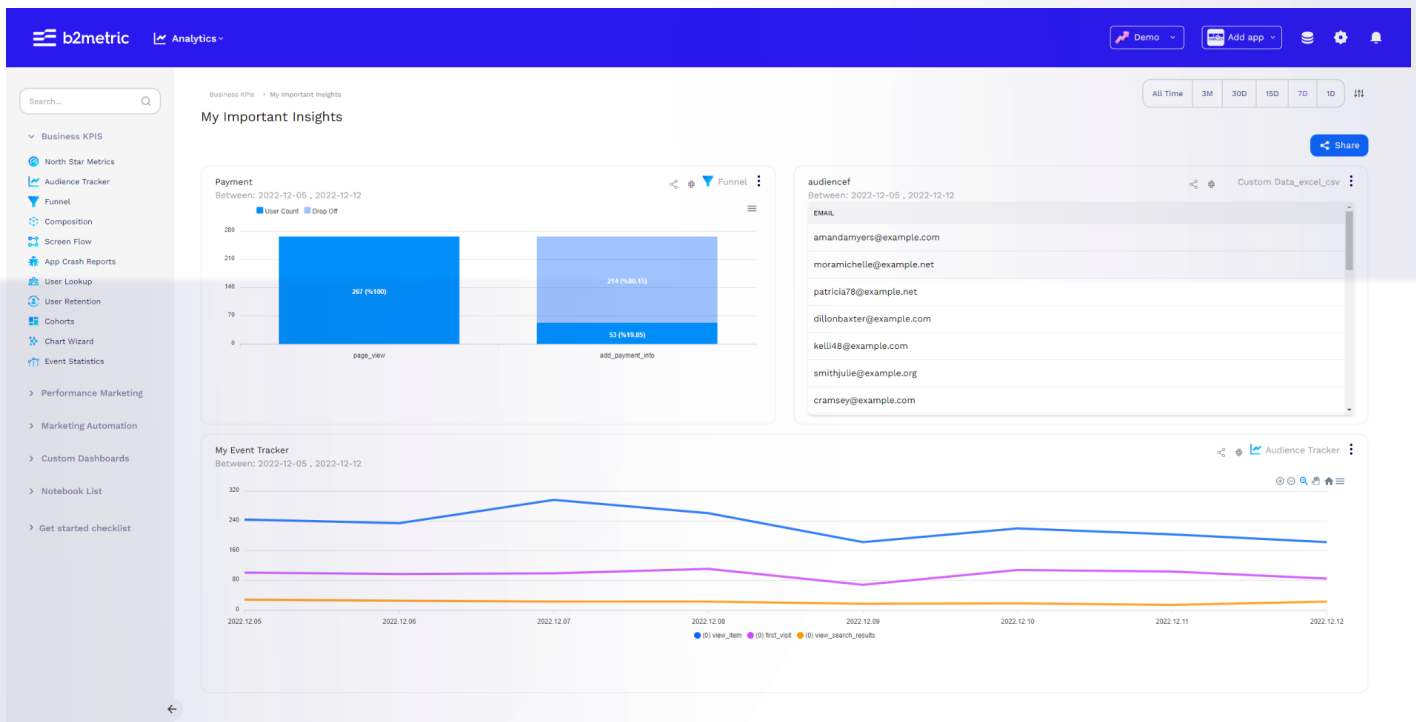 b2metric
Analytics
Demo
Add app
Search...
Business KPIS
North Star Metrics
Audience Tracker
Funnel
Composition
Screen Flow
App Crash Reports
User Lookup
User Retention
Cohorts
Chart Wizard
Event Statistics
Performance Marketing
Marketing Automation
Custom Dashboards
Notebook List
Get started checklist
Business KPIs > My Important Insights
All Time 3M 30D 15D 7D 1D
My Important Insights
Share
Payment
Funnel
Between: 2022-12-05 , 2022-12-12
User Count Drop Off
280
210
140
70
0
267 (%100)
214 (%80.15)
53 (%19.85)
page_view
add_payment_info
audiencef
Custom Data_excel_csv
Between: 2022-12-05 , 2022-12-12
EMAIL
amandamyers@example.com
moramichelle@example.net
patricia78@example.net
dillonbaxter@example.com
kelli48@example.com
smithjulie@example.org
cramsey@example.com
My Event Tracker
Audience Tracker
Between: 2022-12-05 , 2022-12-12
320
240
160
80
0
2022.12.05 2022.12.06 2022.12.07 2022.12.08 2022.12.09 2022.12.10 2022.12.11 2022.12.12
(0) view_item (0) first_visit (0) view_search_results